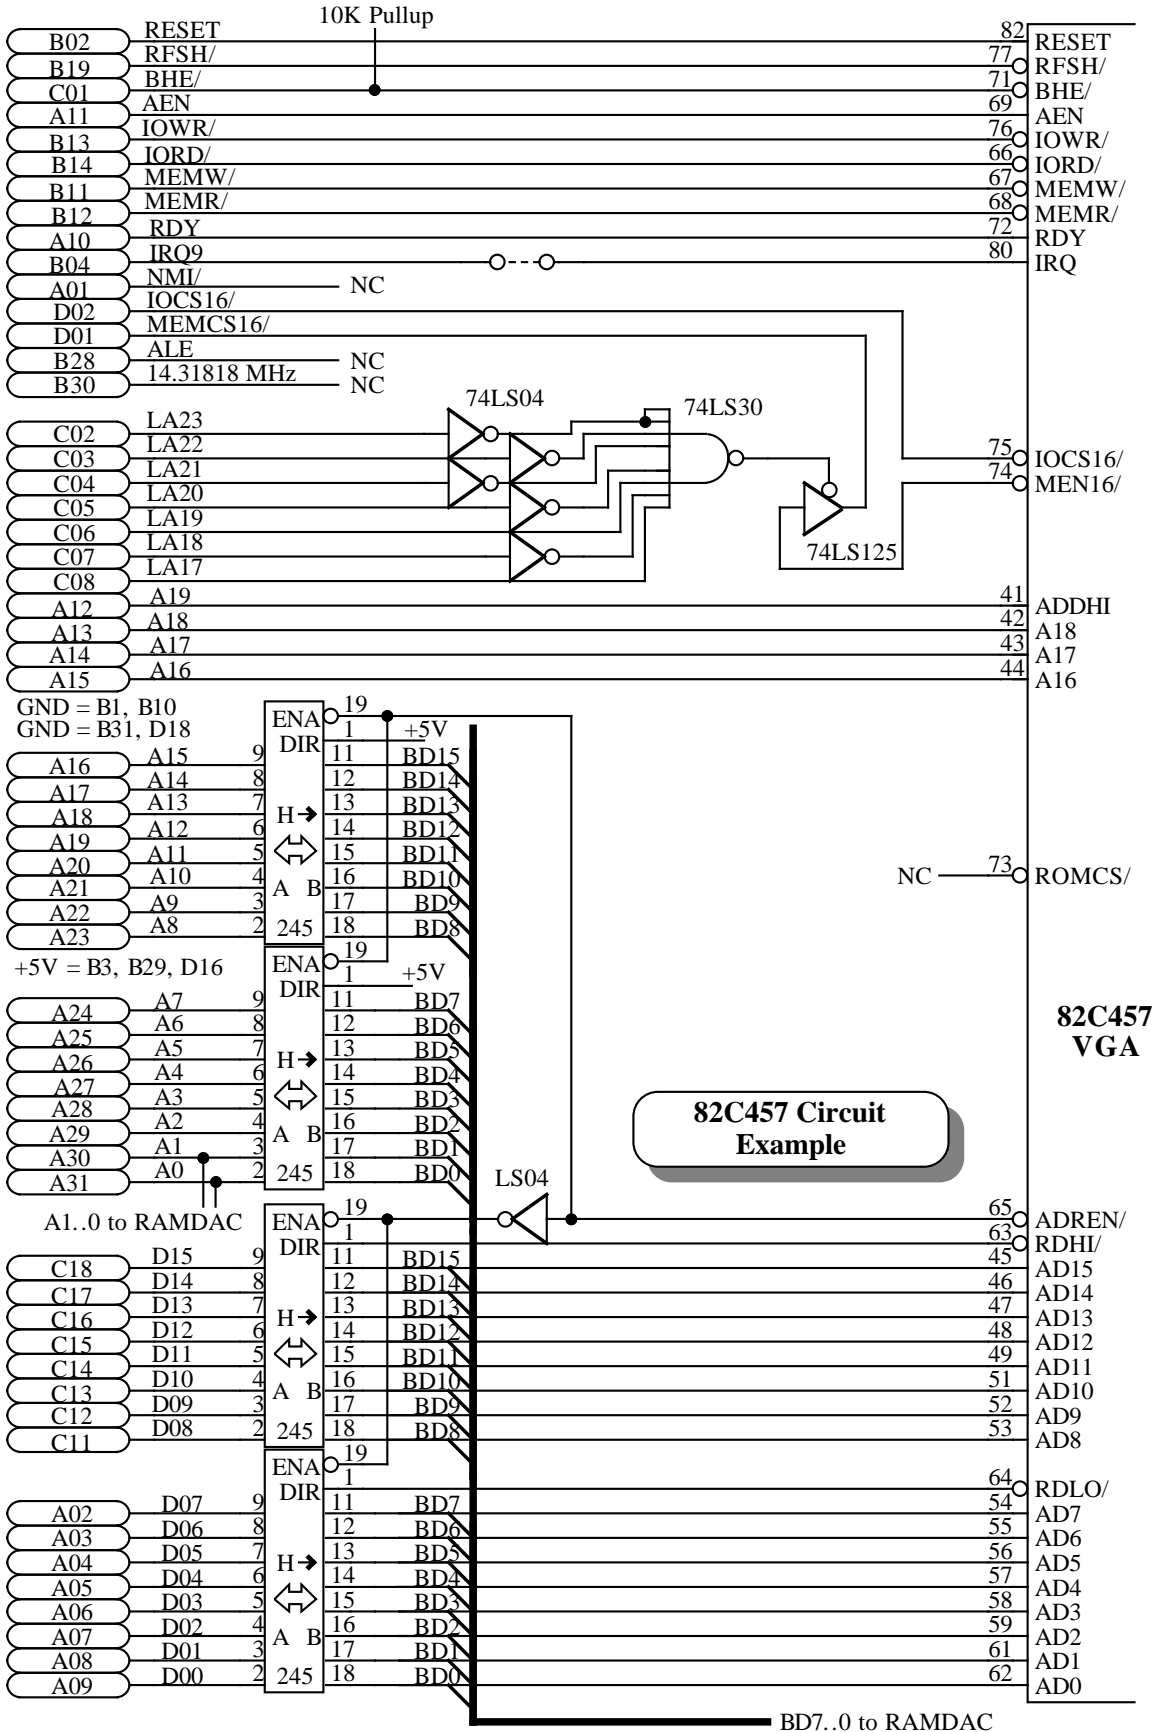 10K Pullup
B02 RESET 82 RESET
B19 RFSH/ 77 RFSH/
C01 BHE/ 71 BHE/
A11 AEN 69 AEN
B13 IOWR/ 76 IOWR/
B14 IORD/ 66 IORD/
B11 MEMW/ 67 MEMW/
B12 MEMR/ 68 MEMR/
A10 RDY 72 RDY
B04 IRQ9 80 IRQ
A01 NMI/ NC
D02 IOCS16/
D01 MEMCS16/
B28 ALE NC
B30 14.31818 MHz NC
74LS04 74LS30
C02 LA23
C03 LA22 75 IOCS16/
C04 LA21 74 MEN16/
C05 LA20
C06 LA19
C07 LA18 74LS125
C08 LA17
A12 A19 41 ADDHI
A13 A18 42 A18
A14 A17 43 A17
A15 A16 44 A16
GND = B1, B10
GND = B31, D18
ENA 19
DIR 1 +5V
A16 A15 9 11 BD15
A17 A14 8 12 BD14
A18 A13 7 H 13 BD13
A19 A12 6 14 BD12
A20 A11 5 15 BD11
A21 A10 4 A B 16 BD10
NC 73 ROMCS/
A22 A9 3 17 BD9
A23 A8 2 245 18 BD8
+5V = B3, B29, D16
ENA 19
DIR 1 +5V
A24 A7 9 11 BD7
A25 A6 8 12 BD6
A26 A5 7 H 13 BD5
A27 A4 6 14 BD4
A28 A3 5 15 BD3
A29 A2 4 A B 16 BD2
A30 A1 3 17 BD1
A31 A0 2 245 18 BD0
82C457
VGA
82C457 Circuit
Example
A1..0 to RAMDAC
LS04
ENA 19 65 ADREN/
DIR 1 63 RDHI/
C18 D15 9 11 BD15 45 AD15
C17 D14 8 12 BD14 46 AD14
C16 D13 7 H 13 BD13 47 AD13
C15 D12 6 14 BD12 48 AD12
C14 D11 5 15 BD11 49 AD11
C13 D10 4 A B 16 BD10 51 AD10
C12 D09 3 17 BD9 52 AD9
C11 D08 2 245 18 BD8 53 AD8
ENA 19
DIR 1 64 RDLO/
A02 D07 9 11 BD7 54 AD7
A03 D06 8 12 BD6 55 AD6
A04 D05 7 H 13 BD5 56 AD5
A05 D04 6 14 BD4 57 AD4
A06 D03 5 15 BD3 58 AD3
A07 D02 4 A B 16 BD2 59 AD2
A08 D01 3 17 BD1 61 AD1
A09 D00 2 245 18 BD0 62 AD0
BD7..0 to RAMDAC